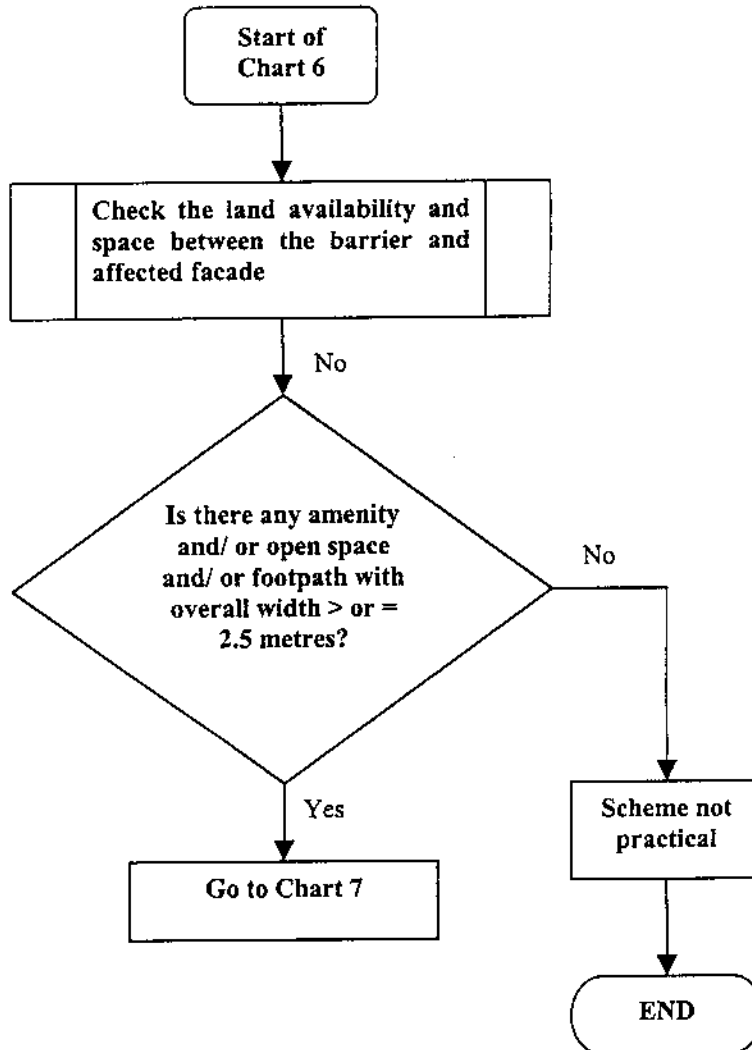 Start of
Chart 6
Check the land availability and
space between the barrier and
affected facade
No
Is there any amenity
and/ or open space
and/ or footpath with
overall width > or =
2.5 metres?
No
Yes
Go to Chart 7
Scheme not
practical
END